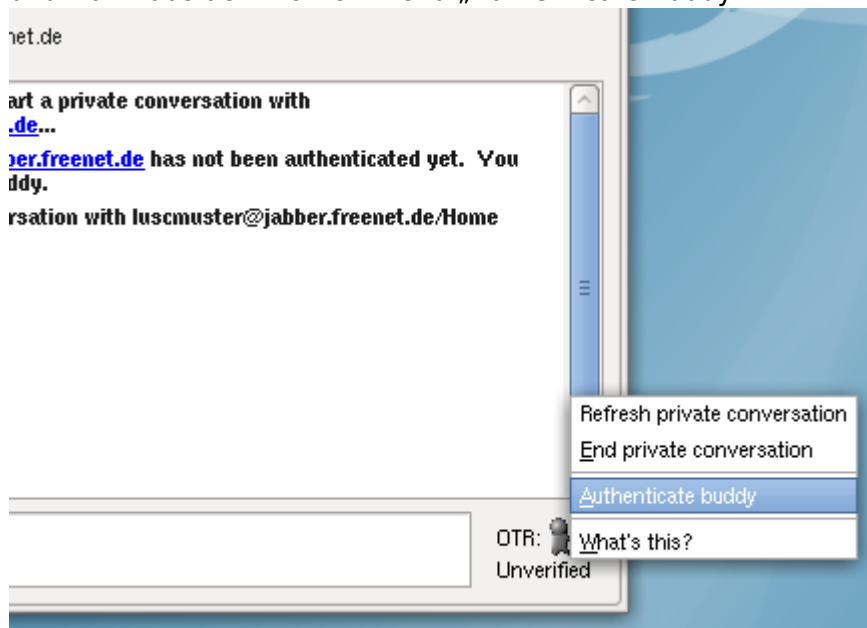 net.de
art a private conversation with
.de...
ber.freenet.de has not been authenticated yet. You
ddy.
rsation with luscmuster@jabber.freenet.de/Home
Refresh private conversation
End private conversation
Authenticate buddy
OTR:
What's this?
Unverified